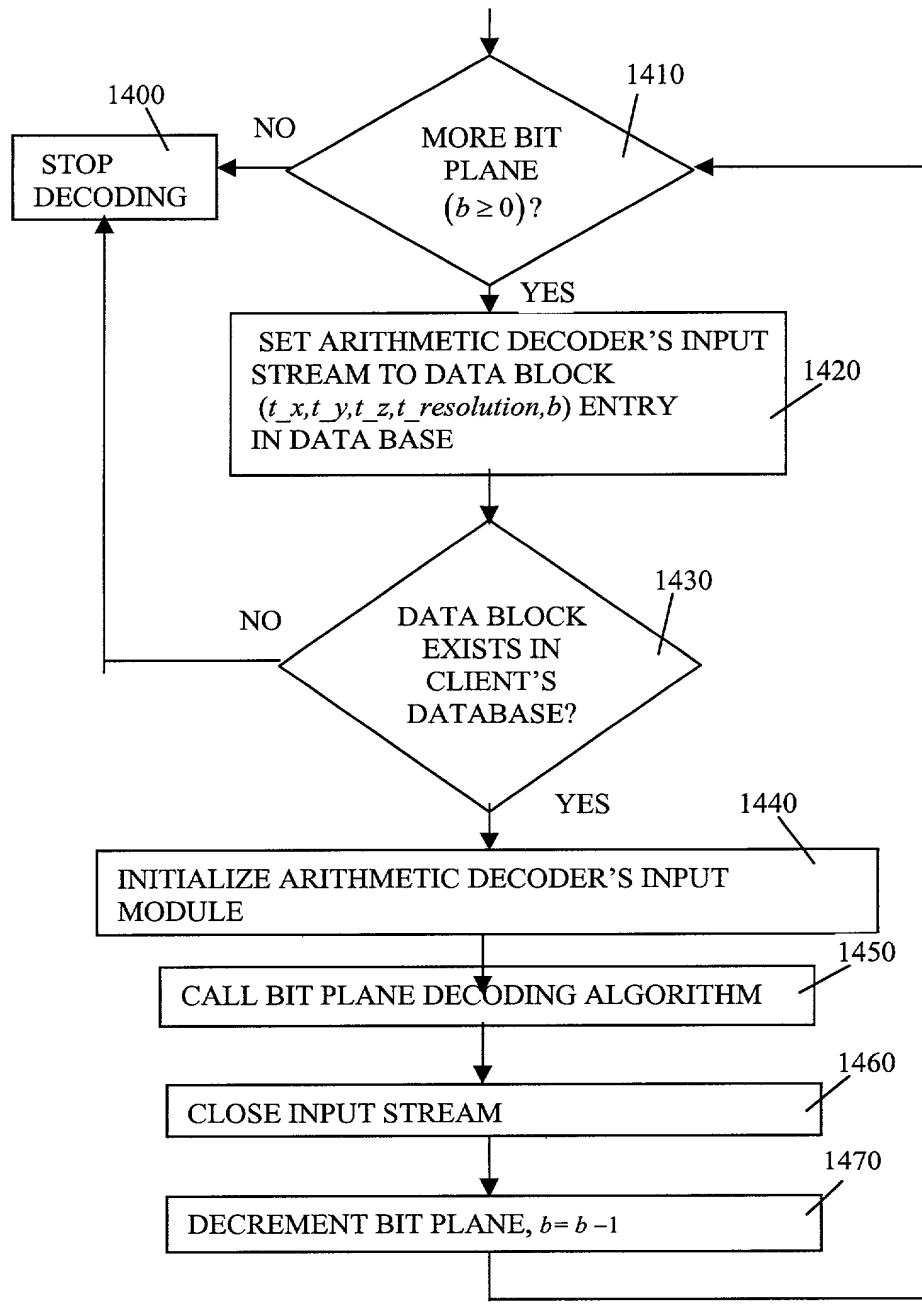 1410
1400
NO
STOP
DECODING
MORE BIT
PLANE
(b ≥ 0)?
YES
SET ARITHMETIC DECODER'S INPUT
STREAM TO DATA BLOCK
(t_x,t_y,t_z,t_resolution,b) ENTRY
IN DATA BASE
1420
1430
NO
DATA BLOCK
EXISTS IN
CLIENT'S
DATABASE?
YES
1440
INITIALIZE ARITHMETIC DECODER'S INPUT
MODULE
1450
CALL BIT PLANE DECODING ALGORITHM
1460
CLOSE INPUT STREAM
1470
DECREMENT BIT PLANE, b= b −1